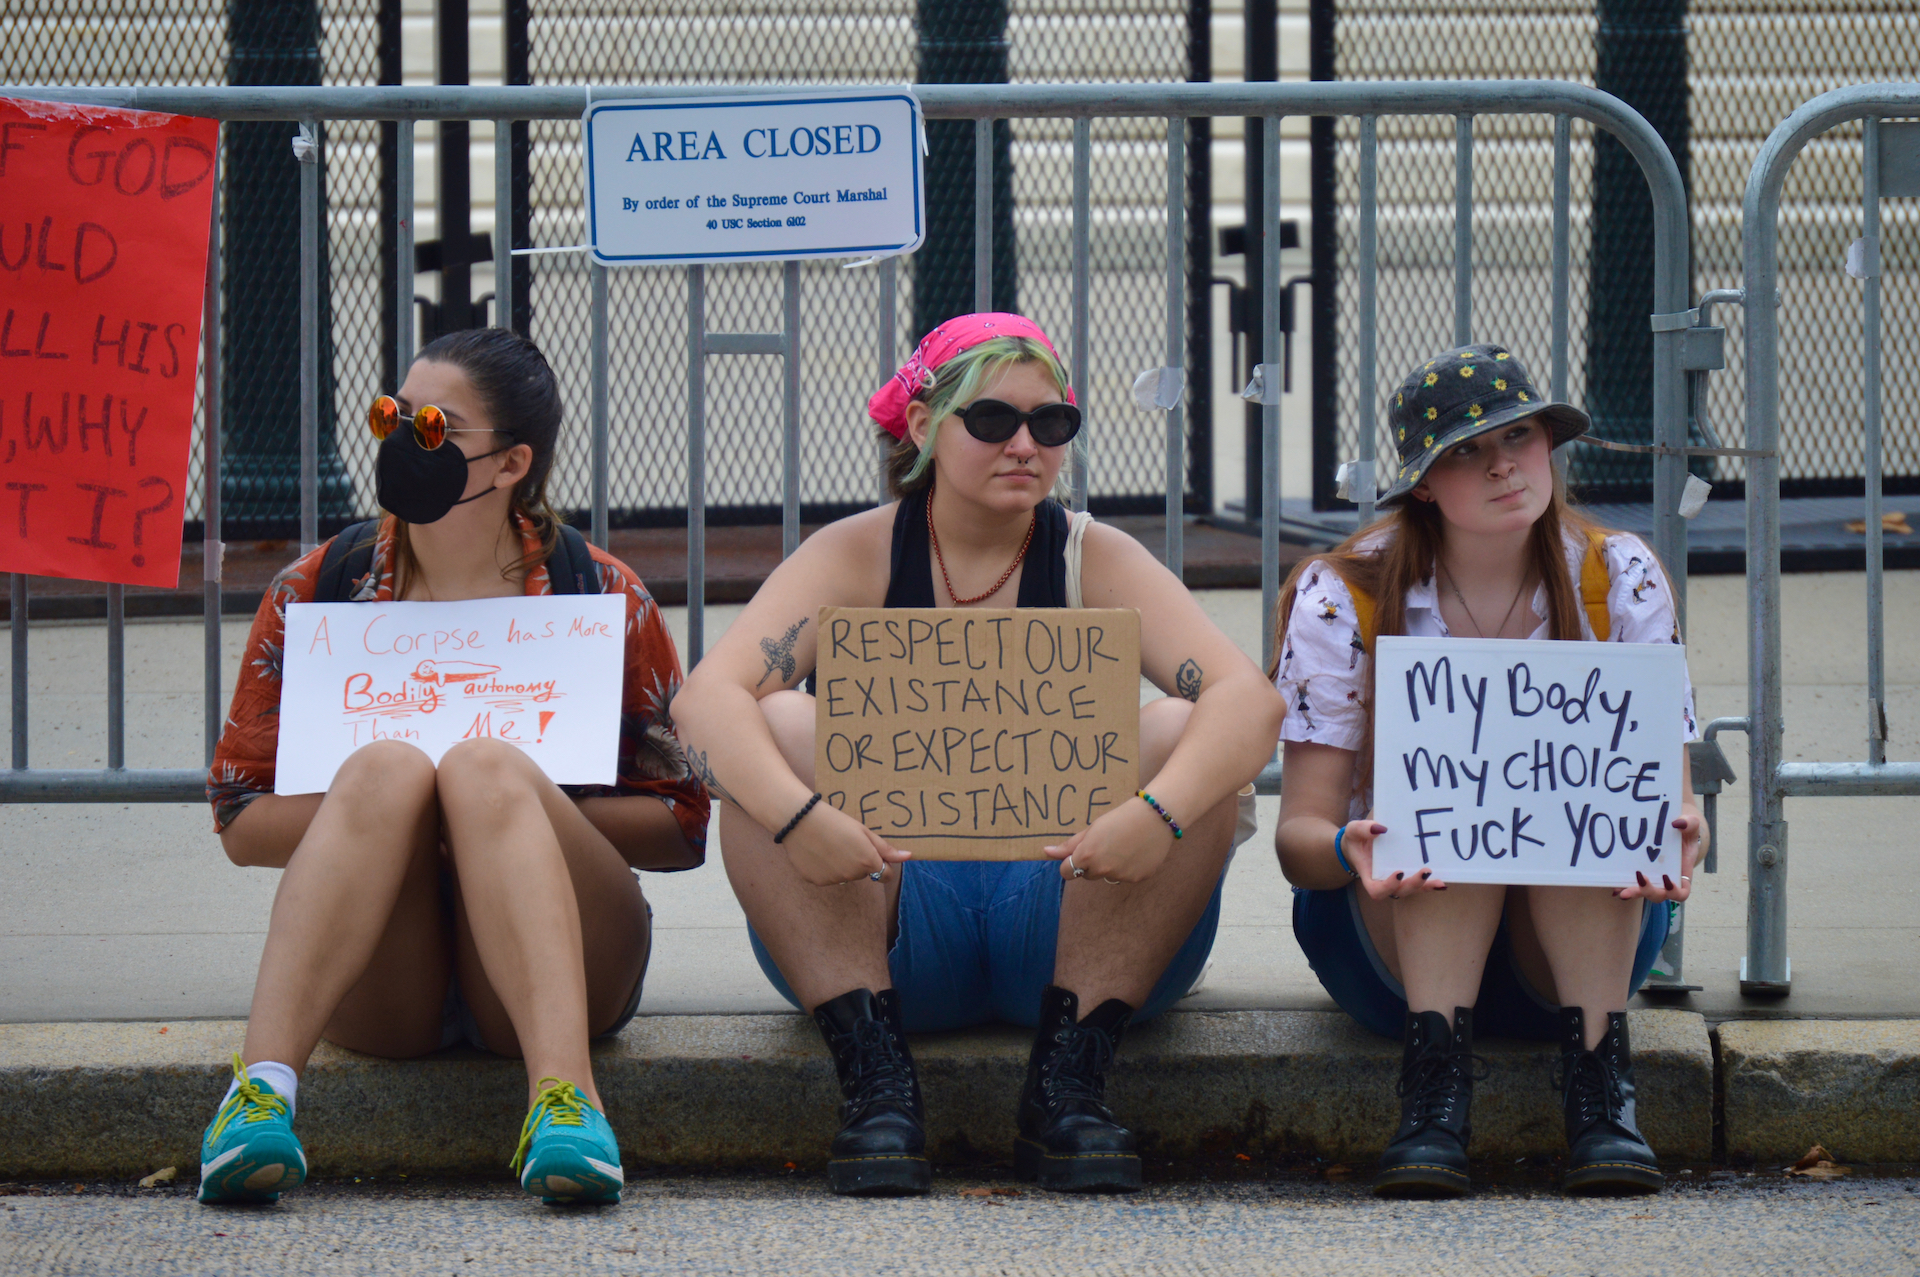 F GOD
ULD
LL HIS
, WHY
T I?
AREA CLOSED
By order of the Supreme Court Marshal
40 USC Section 6102
A Corpse has More
Bodily autonomy
Than Me!
RESPECT OUR
EXISTANCE
OR EXPECT OUR
RESISTANCE
My Body,
My CHOICE.
FUCK YOU!